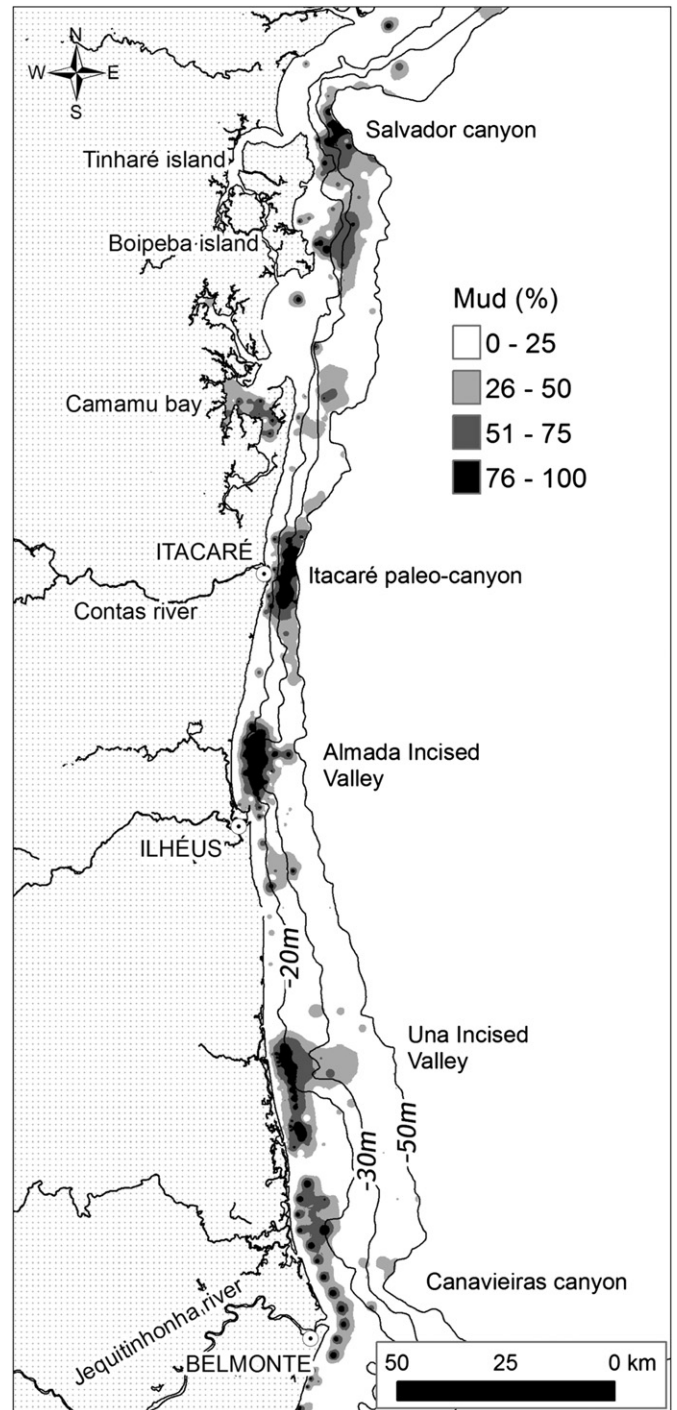 N
W E
S
Salvador canyon
Tinharé island
Boipeba island
Mud (%)
0 - 25
26 - 50
51 - 75
76 - 100
Camamu bay
ITACARÉ
Itacaré paleo-canyon
Contas river
Almada Incised
Valley
ILHÉUS
-20m
Una Incised
Valley
-50m
-30m
Canavieiras canyon
Jequitinhonha river
BELMONTE
50 25 0 km